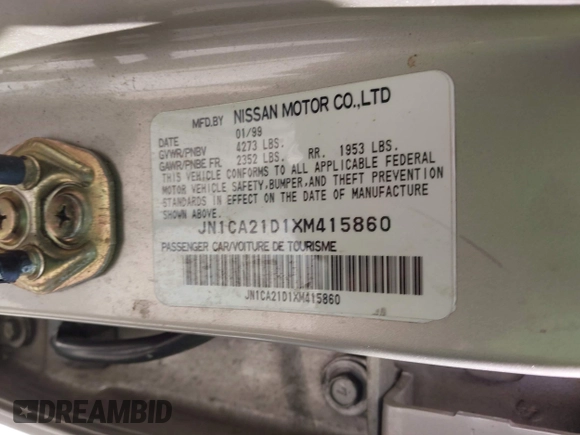 MFD.BY NISSAN MOTOR CO.,LTD
DATE 01/99
GVWR/PNBV 4273 LBS.
GAWR/PNBE FR. 2352 LBS. RR. 1953 LBS.
THIS VEHICLE CONFORMS TO ALL APPLICABLE FEDERAL
MOTOR VEHICLE SAFETY,BUMPER,AND THEFT PREVENTION
STANDARDS IN EFFECT ON THE DATE OF MANUFACTURE
SHOWN ABOVE.
JN1CA21D1XM415860
PASSENGER CAR/VOITURE DE TOURISME
JN1CA21D1XM415860
DREAMBID